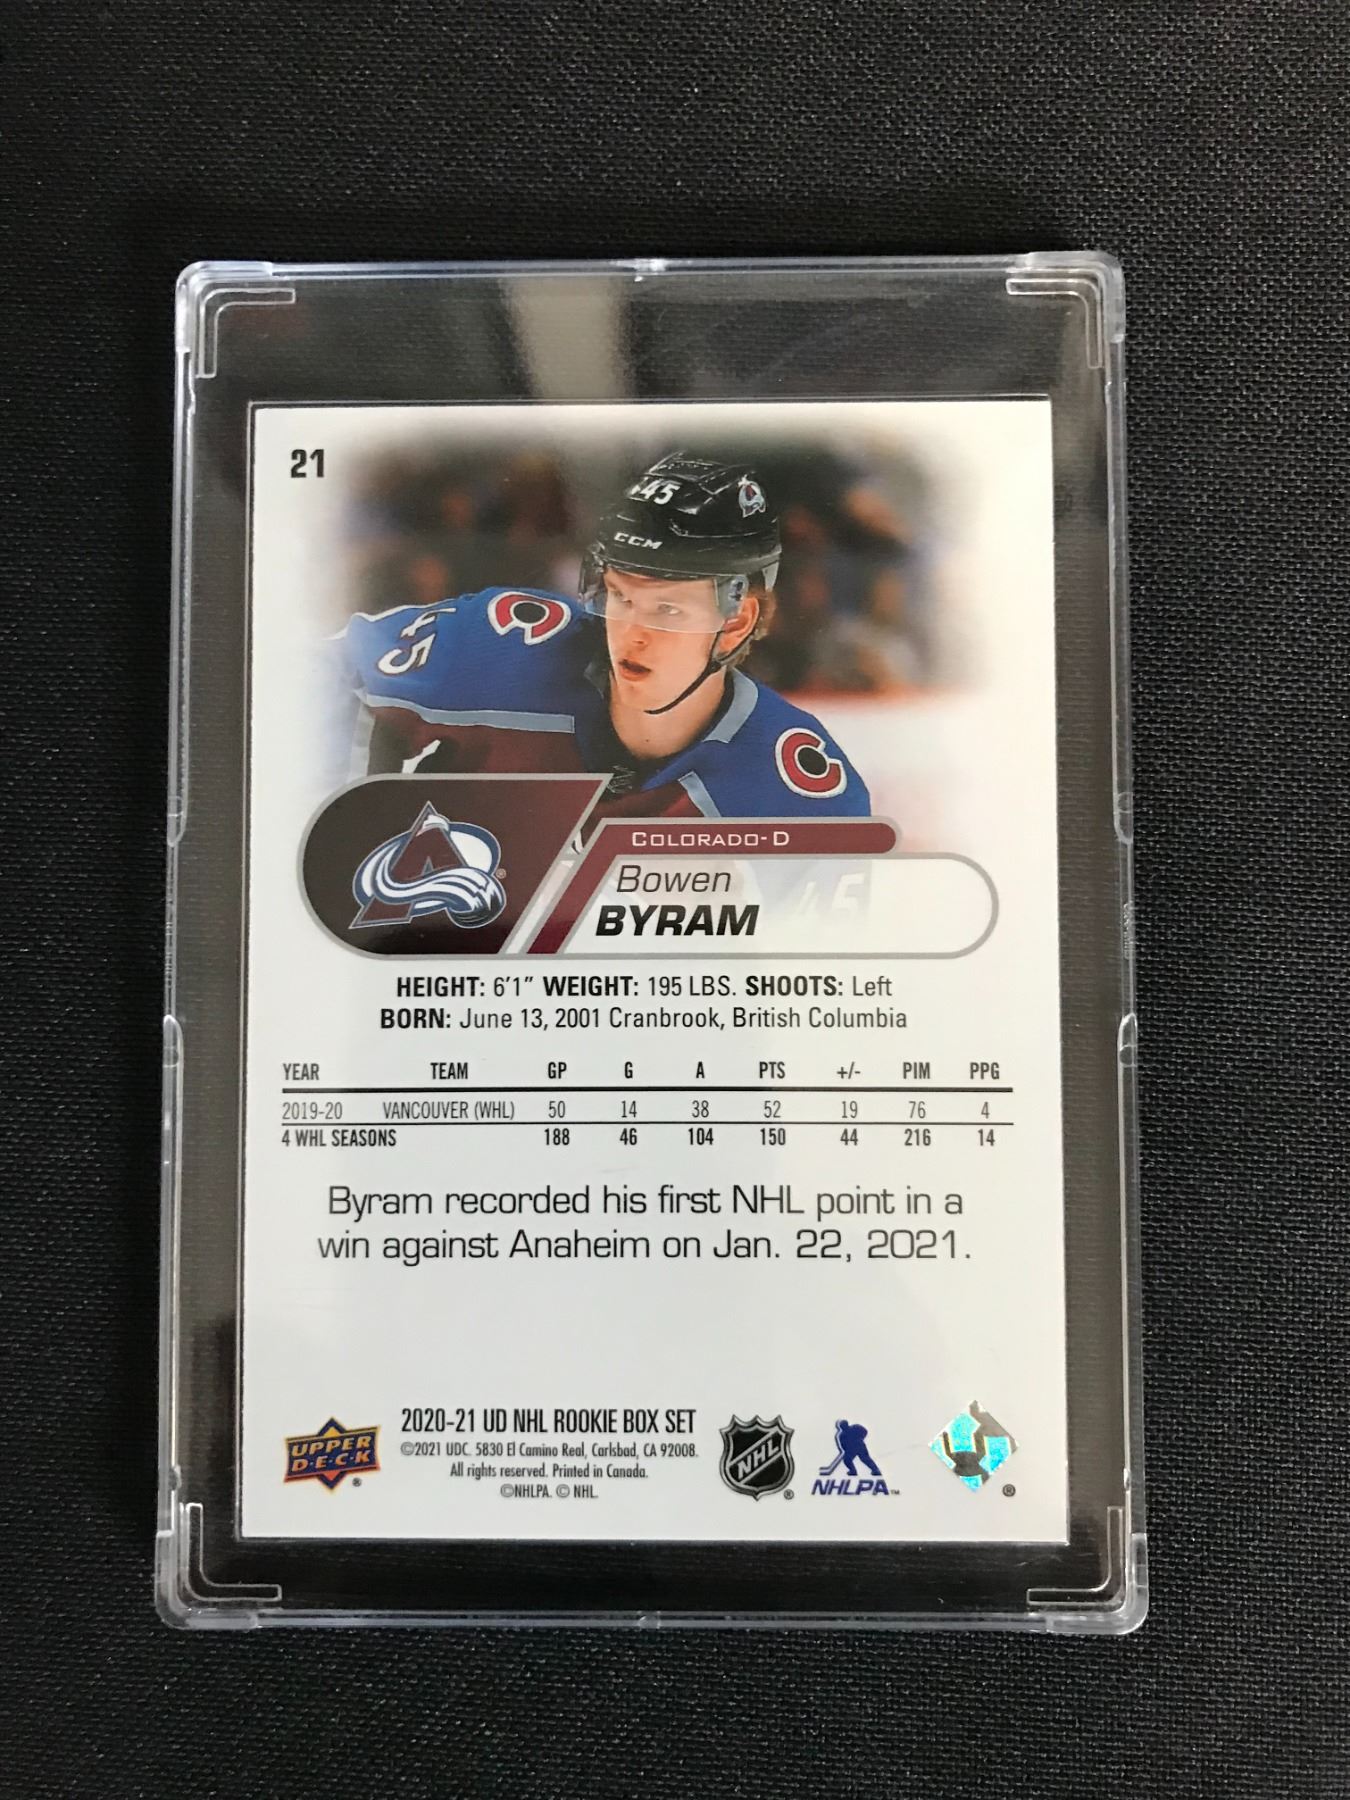 21
45
CCM
45
COLORADO-D
Bowen
BYRAM
45
HEIGHT: 6'1" WEIGHT: 195 LBS. SHOOTS: Left
BORN: June 13, 2001 Cranbrook, British Columbia
YEAR TEAM GP G A PTS +/- PIM PPG
2019-20 VANCOUVER (WHL) 50 14 38 52 19 76 4
4 WHL SEASONS 188 46 104 150 44 216 14
Byram recorded his first NHL point in a
win against Anaheim on Jan. 22, 2021.
UPPER
D·E·C·K
®
2020-21 UD NHL ROOKIE BOX SET
©2021 UDC. 5830 El Camino Real, Carlsbad, CA 92008.
All rights reserved. Printed in Canada.
©NHLPA. © NHL.
NHL
®
NHLPA™
®